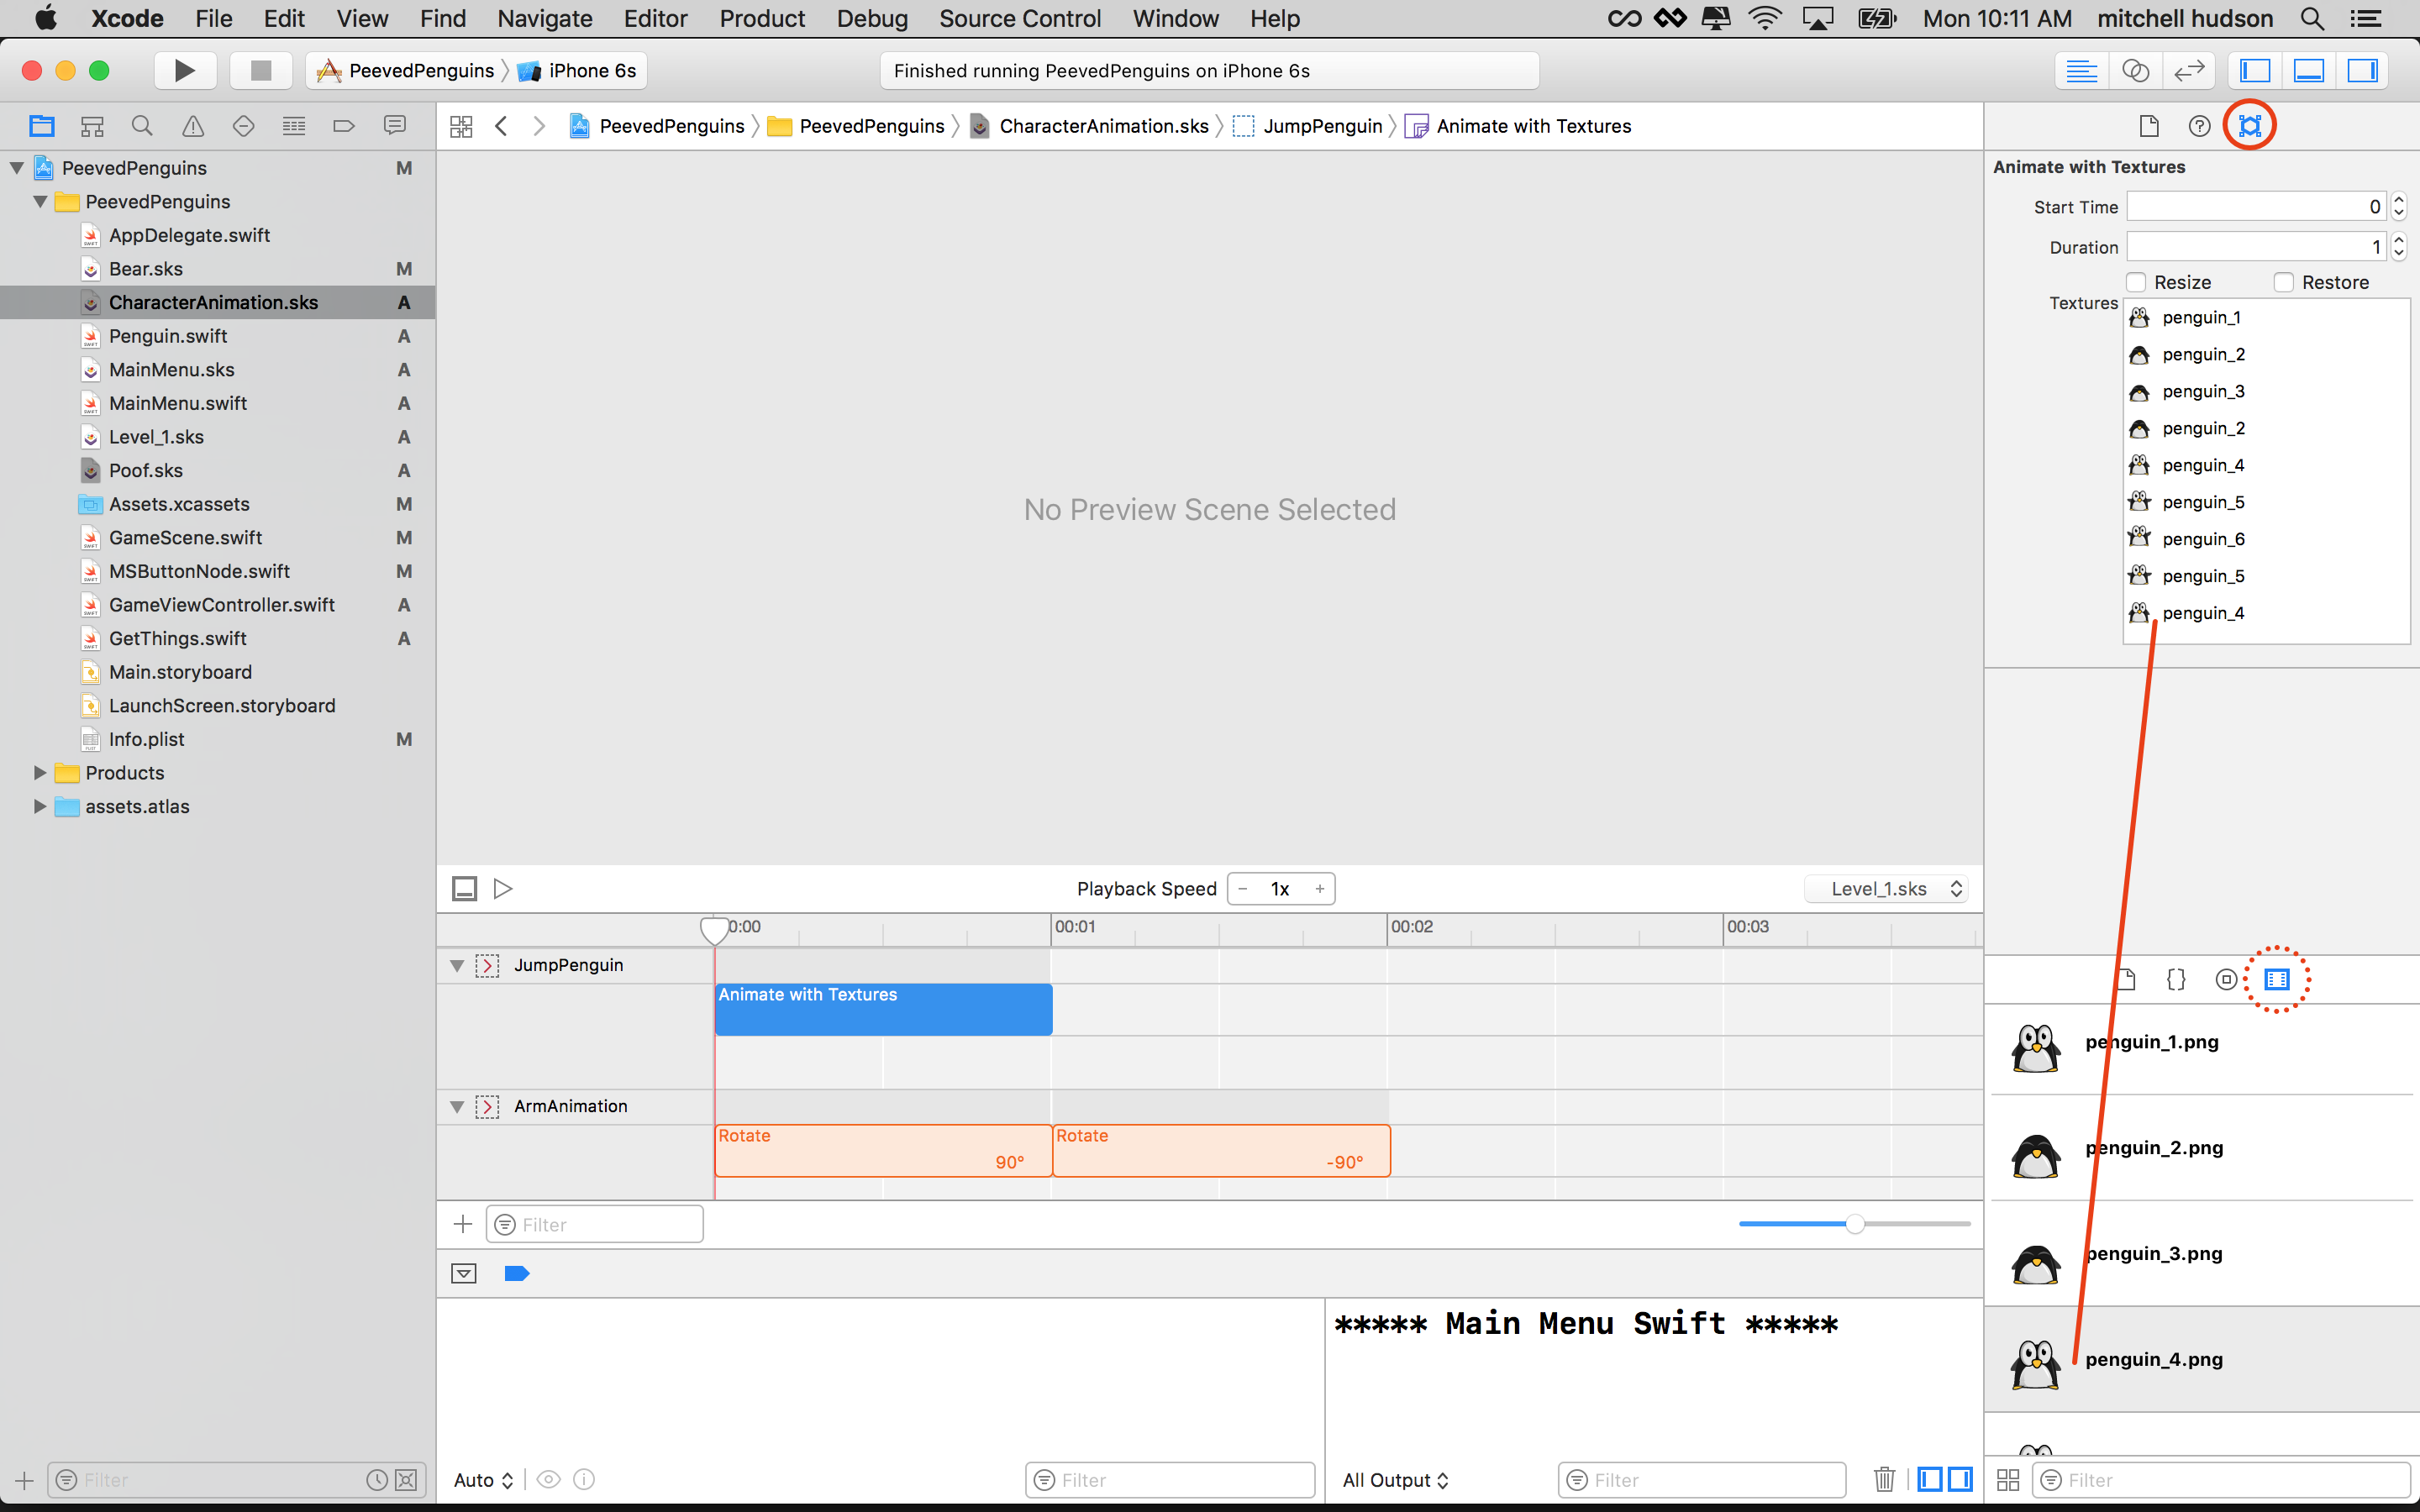 Xcode File Edit View Find Navigate Editor Product Debug Source Control Window Help Mon 10:11 AM mitchell hudson
PeevedPenguins iPhone 6s
Finished running PeevedPenguins on iPhone 6s
PeevedPenguins PeevedPenguins CharacterAnimation.sks JumpPenguin Animate with Textures
PeevedPenguins M
PeevedPenguins
AppDelegate.swift
Bear.sks M
CharacterAnimation.sks A
Penguin.swift A
MainMenu.sks A
MainMenu.swift A
Level_1.sks A
Poof.sks A
Assets.xcassets M
GameScene.swift M
MSButtonNode.swift M
GameViewController.swift A
GetThings.swift A
Main.storyboard
LaunchScreen.storyboard
Info.plist M
Products
assets.atlas
Filter
No Preview Scene Selected
Playback Speed - 1x + Level_1.sks
0:00 00:01 00:02 00:03
JumpPenguin
Animate with Textures
ArmAnimation
Rotate 90° Rotate -90°
Filter
***** Main Menu Swift *****
Auto Filter
All Output Filter
Animate with Textures
Start Time 0
Duration 1
Resize Restore
Textures
penguin_1
penguin_2
penguin_3
penguin_2
penguin_4
penguin_5
penguin_6
penguin_5
penguin_4
{}
penguin_1.png
penguin_2.png
penguin_3.png
penguin_4.png
Filter